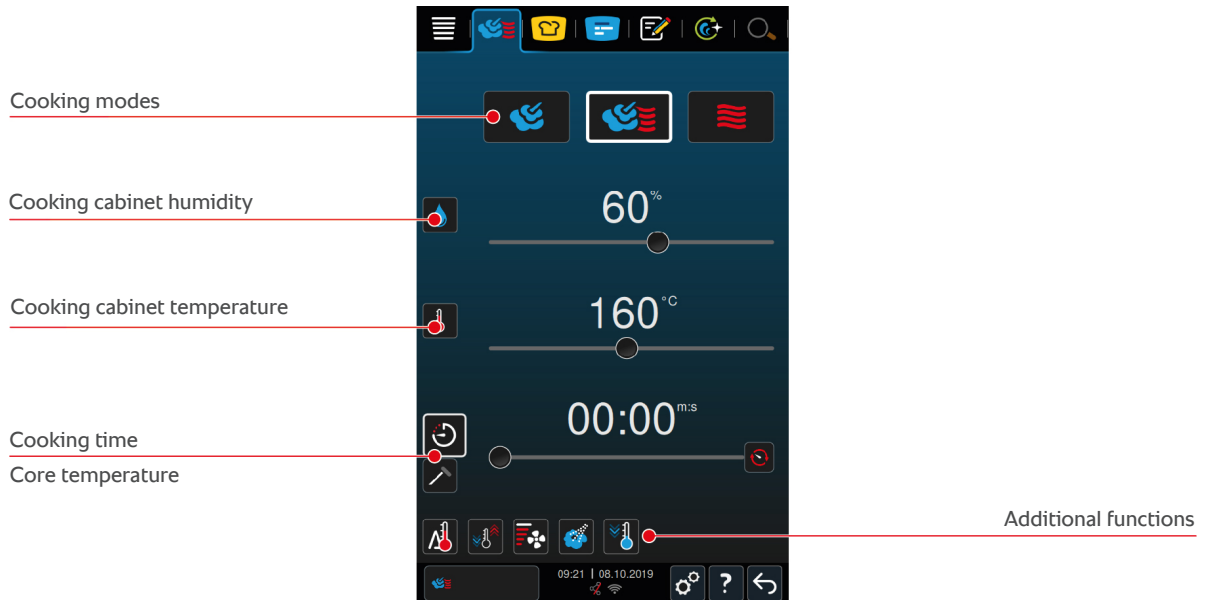 Cooking modes
Cooking cabinet humidity
60%
Cooking cabinet temperature
160°C
00:00 m:s
Cooking time
Core temperature
Additional functions
09:21 | 08.10.2019
?